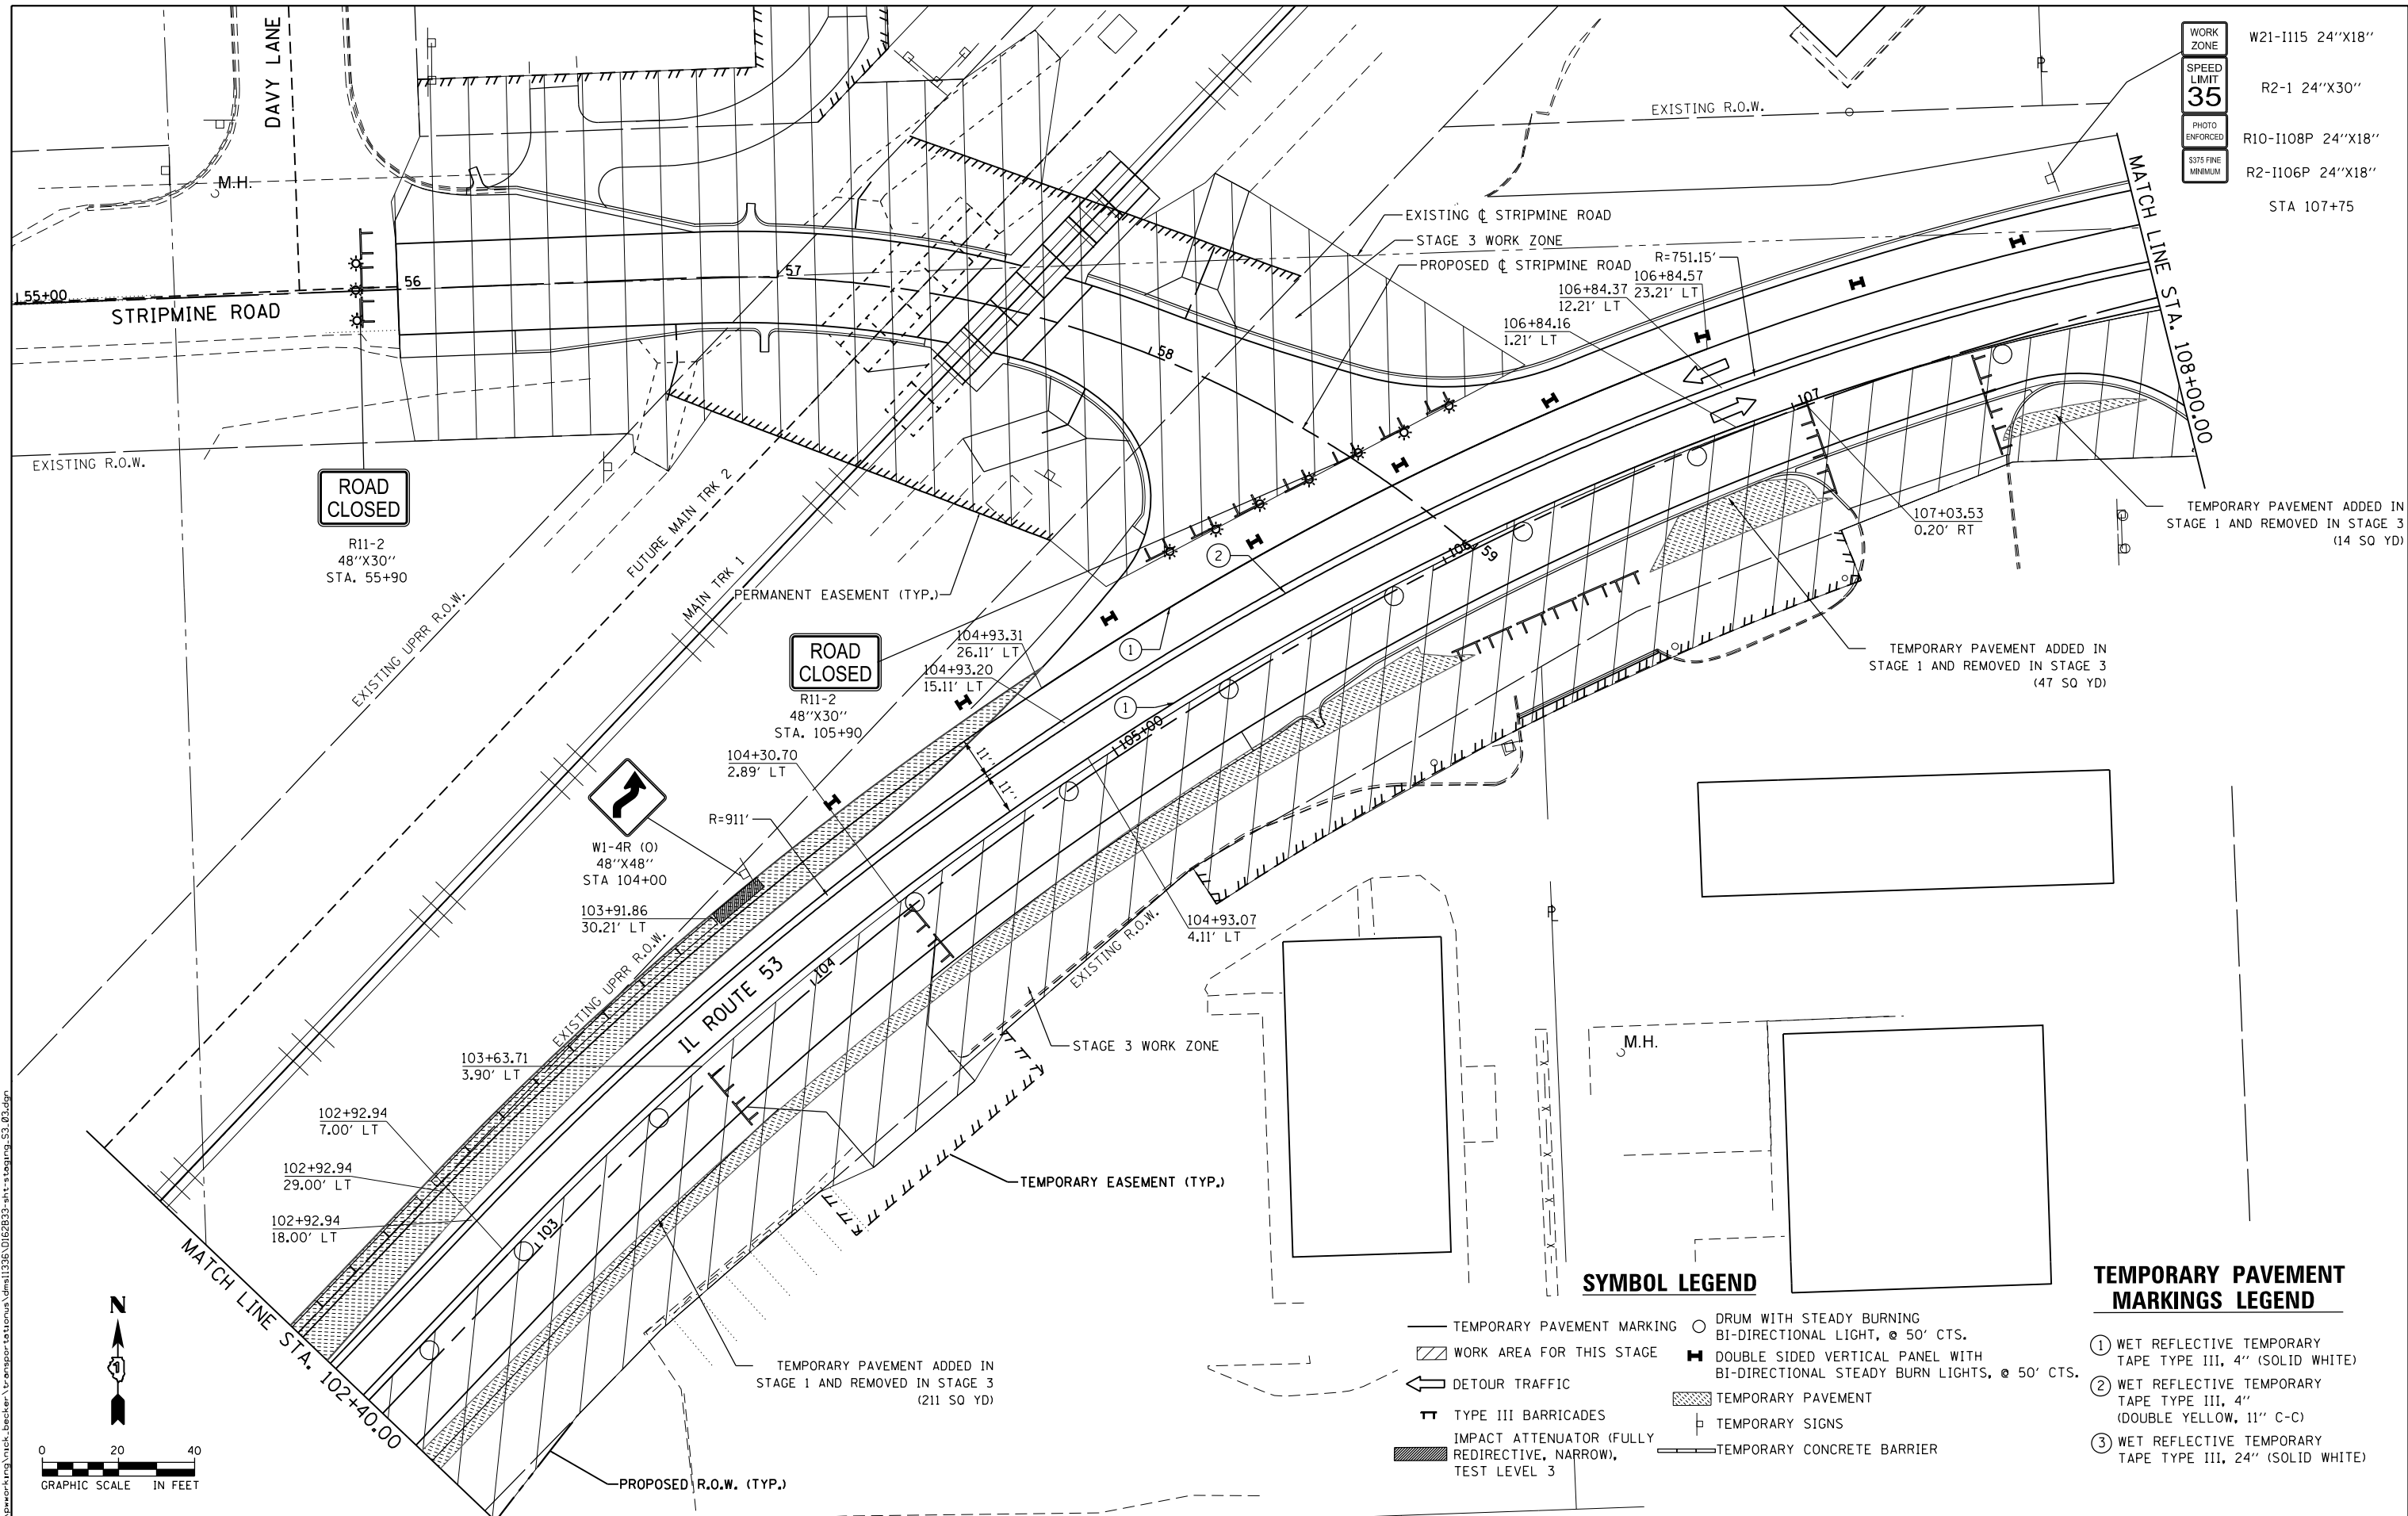 DAVY LANE
M.H.
55+00
STRIPMINE ROAD
56
57
58
59
EXISTING R.O.W.
ROAD
CLOSED
R11-2
48''X30''
STA. 55+90
EXISTING R.O.W.
P̲L
WORK
ZONE
W21-I115 24''X18''
SPEED
LIMIT
35
R2-1 24''X30''
PHOTO
ENFORCED
R10-I108P 24''X18''
$375 FINE
MINIMUM
R2-I106P 24''X18''
STA 107+75
MATCH LINE STA. 108+00.00
EXISTING ℄ STRIPMINE ROAD
STAGE 3 WORK ZONE
PROPOSED ℄ STRIPMINE ROAD
R=751.15'
106+84.57
23.21' LT
106+84.37
12.21' LT
106+84.16
1.21' LT
107
107+03.53
0.20' RT
TEMPORARY PAVEMENT ADDED IN
STAGE 1 AND REMOVED IN STAGE 3
(14 SQ YD)
TEMPORARY PAVEMENT ADDED IN
STAGE 1 AND REMOVED IN STAGE 3
(47 SQ YD)
FUTURE MAIN TRK 2
MAIN TRK 1
EXISTING UPRR R.O.W.
PERMANENT EASEMENT (TYP.)
ROAD
CLOSED
R11-2
48''X30''
STA. 105+90
104+93.31
26.11' LT
104+93.20
15.11' LT
104+30.70
2.89' LT
R=911'
11'
11'
1
1
2
105+00
106
W1-4R (O)
48''X48''
STA 104+00
103+91.86
30.21' LT
EXISTING UPRR R.O.W.
IL ROUTE 53
104
103
104+93.07
4.11' LT
EXISTING R.O.W.
STAGE 3 WORK ZONE
103+63.71
3.90' LT
102+92.94
7.00' LT
102+92.94
29.00' LT
102+92.94
18.00' LT
MATCH LINE STA. 102+40.00
TEMPORARY EASEMENT (TYP.)
TEMPORARY PAVEMENT ADDED IN
STAGE 1 AND REMOVED IN STAGE 3
(211 SQ YD)
PROPOSED R.O.W. (TYP.)
P̲L
M.H.
N
0 20 40
GRAPHIC SCALE IN FEET
SYMBOL LEGEND
TEMPORARY PAVEMENT MARKING
WORK AREA FOR THIS STAGE
DETOUR TRAFFIC
TYPE III BARRICADES
IMPACT ATTENUATOR (FULLY
REDIRECTIVE, NARROW),
TEST LEVEL 3
DRUM WITH STEADY BURNING
BI-DIRECTIONAL LIGHT, @ 50' CTS.
DOUBLE SIDED VERTICAL PANEL WITH
BI-DIRECTIONAL STEADY BURN LIGHTS, @ 50' CTS.
TEMPORARY PAVEMENT
TEMPORARY SIGNS
TEMPORARY CONCRETE BARRIER
TEMPORARY PAVEMENT
MARKINGS LEGEND
1 WET REFLECTIVE TEMPORARY
TAPE TYPE III, 4'' (SOLID WHITE)
2 WET REFLECTIVE TEMPORARY
TAPE TYPE III, 4''
(DOUBLE YELLOW, 11'' C-C)
3 WET REFLECTIVE TEMPORARY
TAPE TYPE III, 24'' (SOLID WHITE)